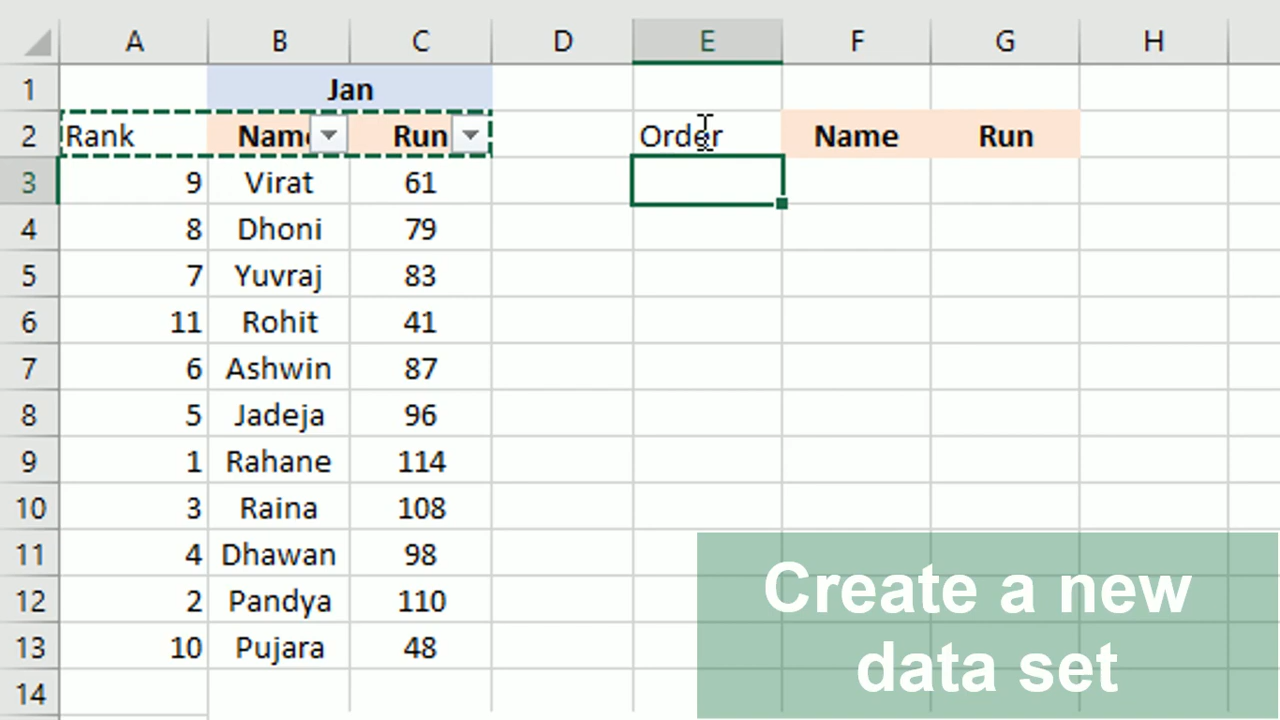 A B C D E F G H
1 Jan
2 Rank Name Run Order Name Run
3 9 Virat 61
4 8 Dhoni 79
5 7 Yuvraj 83
6 11 Rohit 41
7 6 Ashwin 87
8 5 Jadeja 96
9 1 Rahane 114
10 3 Raina 108
11 4 Dhawan 98
12 2 Pandya 110
13 10 Pujara 48
14
Create a new
data set